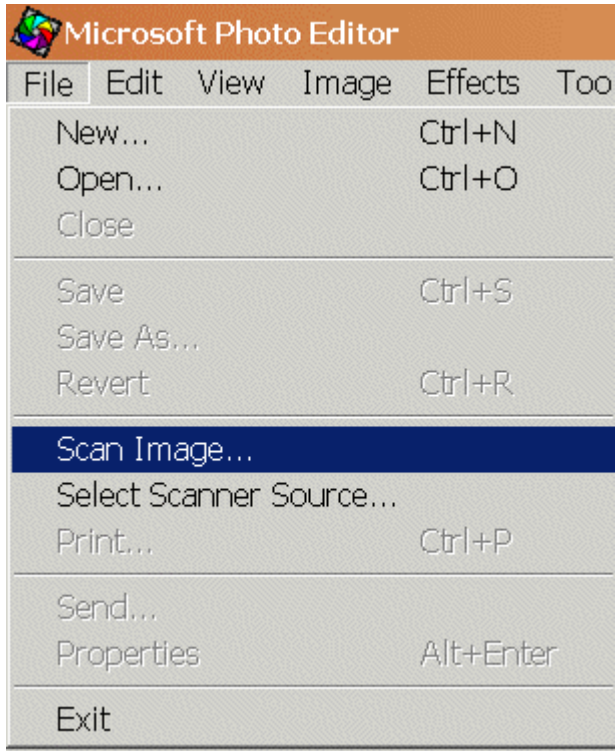 Microsoft Photo Editor
File Edit View Image Effects Too
New... Ctrl+N
Open... Ctrl+O
Close
Save Ctrl+S
Save As...
Revert Ctrl+R
Scan Image...
Select Scanner Source...
Print... Ctrl+P
Send...
Properties Alt+Enter
Exit